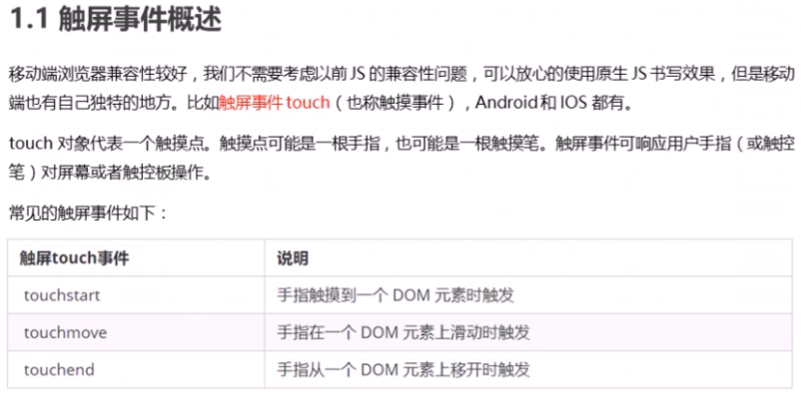 1.1 触屏事件概述
移动端浏览器兼容性较好，我们不需要考虑以前 JS 的兼容性问题，可以放心的使用原生 JS 书写效果，但是移动
端也有自己独特的地方。比如触屏事件 touch（也称触摸事件），Android 和 IOS 都有。
touch 对象代表一个触摸点。触摸点可能是一根手指，也可能是一根触摸笔。触屏事件可响应用户手指（或触控
笔）对屏幕或者触控板操作。
常见的触屏事件如下：
触屏touch事件 说明
touchstart 手指触摸到一个 DOM 元素时触发
touchmove 手指在一个 DOM 元素上滑动时触发
touchend 手指从一个 DOM 元素上移开时触发